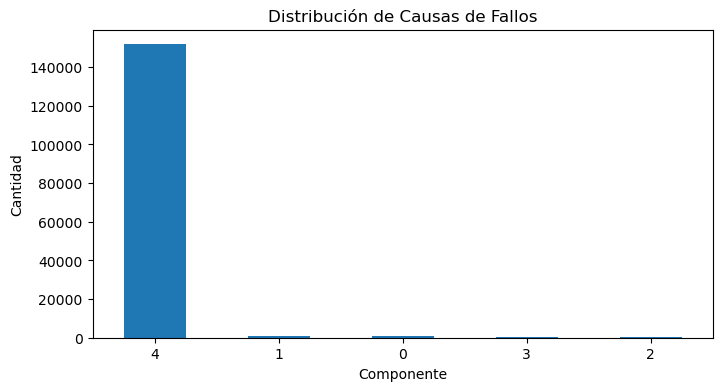 Distribución de Causas de Fallos
140000
120000
100000
80000
60000
40000
20000
0
Cantidad
4 1 0 3 2
Componente